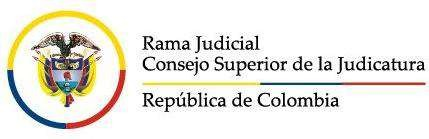 Rama Judicial
Consejo Superior de la Judicatura
República de Colombia